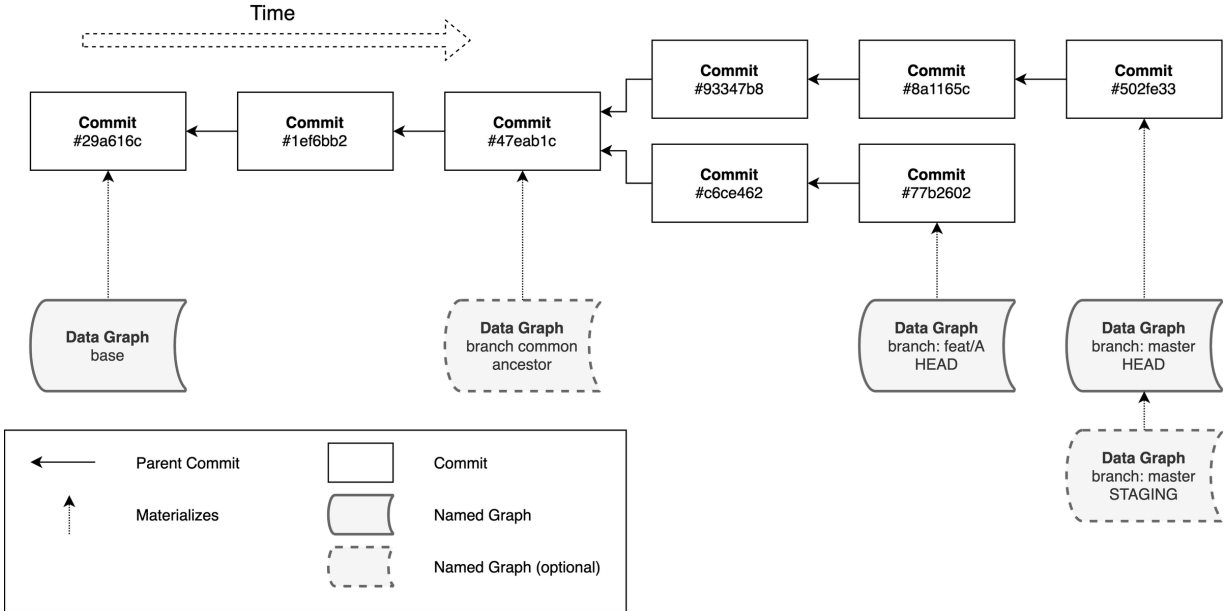 Time
Commit
#29a616c
Commit
#1ef6bb2
Commit
#47eab1c
Commit
#93347b8
Commit
#8a1165c
Commit
#502fe33
Commit
#c6ce462
Commit
#77b2602
Data Graph
base
Data Graph
branch common
ancestor
Data Graph
branch: feat/A
HEAD
Data Graph
branch: master
HEAD
Data Graph
branch: master
STAGING
Parent Commit
Commit
Materializes
Named Graph
Named Graph (optional)